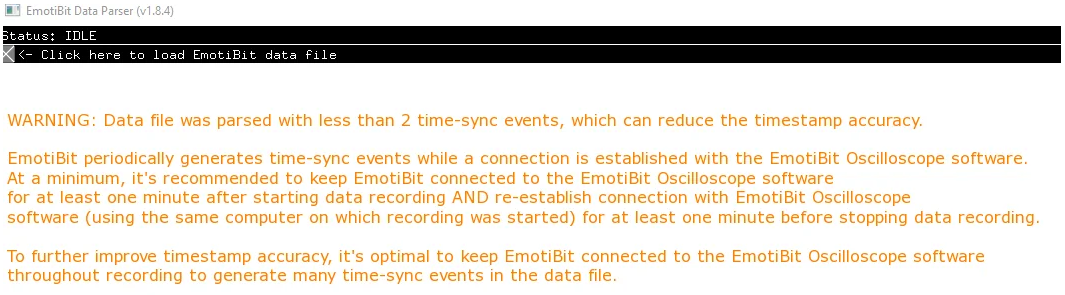 EmotiBit Data Parser (v1.8.4)
Status: IDLE
<- Click here to load EmotiBit data file
WARNING: Data file was parsed with less than 2 time-sync events, which can reduce the timestamp accuracy.
EmotiBit periodically generates time-sync events while a connection is established with the EmotiBit Oscilloscope software.
At a minimum, it's recommended to keep EmotiBit connected to the EmotiBit Oscilloscope software
for at least one minute after starting data recording AND re-establish connection with EmotiBit Oscilloscope
software (using the same computer on which recording was started) for at least one minute before stopping data recording.
To further improve timestamp accuracy, it's optimal to keep EmotiBit connected to the EmotiBit Oscilloscope software
throughout recording to generate many time-sync events in the data file.